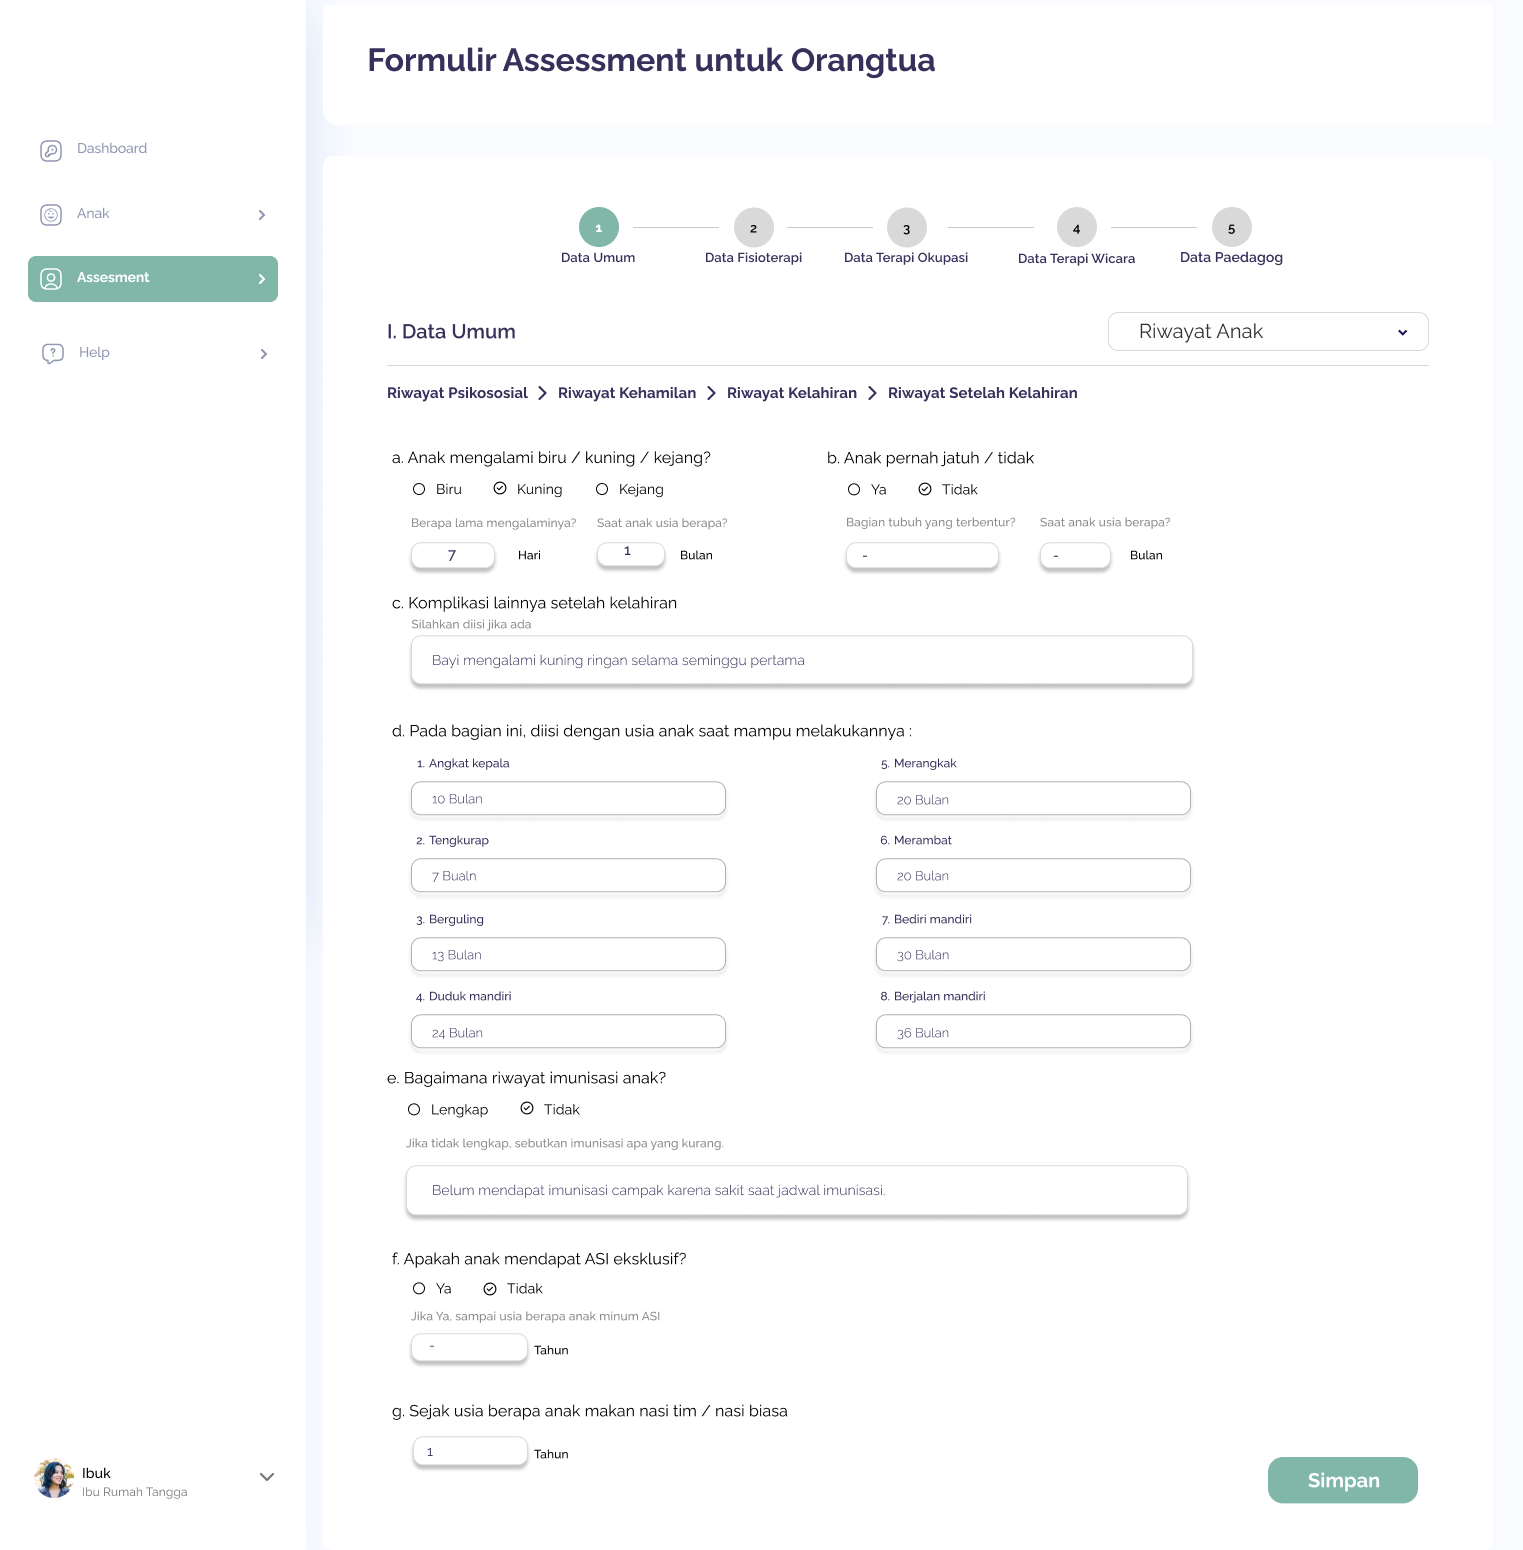 Formulir Assessment untuk Orangtua
Dashboard
Anak
Assesment
Help
1
2
3
4
5
Data Umum
Data Fisioterapi
Data Terapi Okupasi
Data Terapi Wicara
Data Paedagog
I. Data Umum
Riwayat Anak
Riwayat Psikososial > Riwayat Kehamilan > Riwayat Kelahiran > Riwayat Setelah Kelahiran
a. Anak mengalami biru / kuning / kejang?
Biru
Kuning
Kejang
Berapa lama mengalaminya?
Saat anak usia berapa?
7
Hari
1
Bulan
b. Anak pernah jatuh / tidak
Ya
Tidak
Bagian tubuh yang terbentur?
Saat anak usia berapa?
-
-
Bulan
c. Komplikasi lainnya setelah kelahiran
Silahkan diisi jika ada
Bayi mengalami kuning ringan selama seminggu pertama
d. Pada bagian ini, diisi dengan usia anak saat mampu melakukannya :
1. Angkat kepala
10 Bulan
2. Tengkurap
7 Bualn
3. Berguling
13 Bulan
4. Duduk mandiri
24 Bulan
5. Merangkak
20 Bulan
6. Merambat
20 Bulan
7. Bediri mandiri
30 Bulan
8. Berjalan mandiri
36 Bulan
e. Bagaimana riwayat imunisasi anak?
Lengkap
Tidak
Jika tidak lengkap, sebutkan imunisasi apa yang kurang.
Belum mendapat imunisasi campak karena sakit saat jadwal imunisasi.
f. Apakah anak mendapat ASI eksklusif?
Ya
Tidak
Jika Ya, sampai usia berapa anak minum ASI
-
Tahun
g. Sejak usia berapa anak makan nasi tim / nasi biasa
1
Tahun
Simpan
Ibuk
Ibu Rumah Tangga